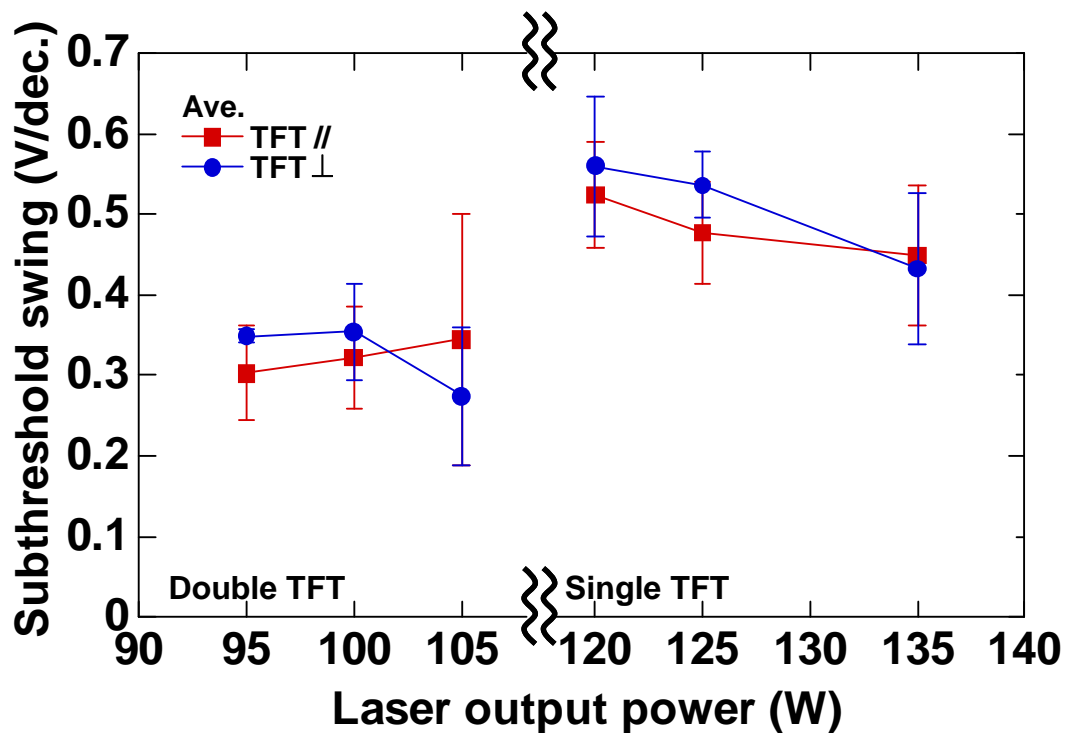 Subthreshold swing (V/dec.)
0.7
0.6
0.5
0.4
0.3
0.2
0.1
0
Ave.
TFT //
TFT ⊥
Double TFT
Single TFT
90 95 100 105 120 125 130 135 140
Laser output power (W)